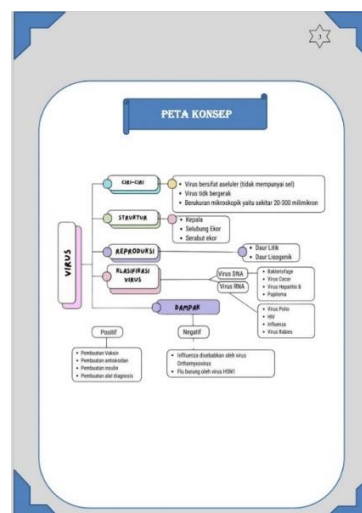 3
PETA KONSEP
VIRUS
CIRI-CIRI
• Virus bersifat aseluler (tidak mempunyai sel)
• Virus tidk bergerak
• Berukuran mikroskopik yaitu sekitar 20-300 milimikron
STRUKTUR
• Kepala
• Selubung Ekor
• Serabut ekor
REPRODUKSI
• Daur Litik
• Daur Lisogenik
KLASIFIKASI
VIRUS
Virus DNA
• Bakteriofage
• Virus Cacar
• Virus Hepatitis B
• Papiloma
Virus RNA
• Virus Polio
• HIV
• Influenza
• Virus Rabies
DAMPAK
Positif
• Pembuatan Vaksin
• Pembuatan antioksidan
• Pembuatan insulin
• Pembuatan alat diagnosis
Negatif
• Influenza disebabkan oleh virus
Orthomyxovirus
• Flu burung oleh virus H5N1